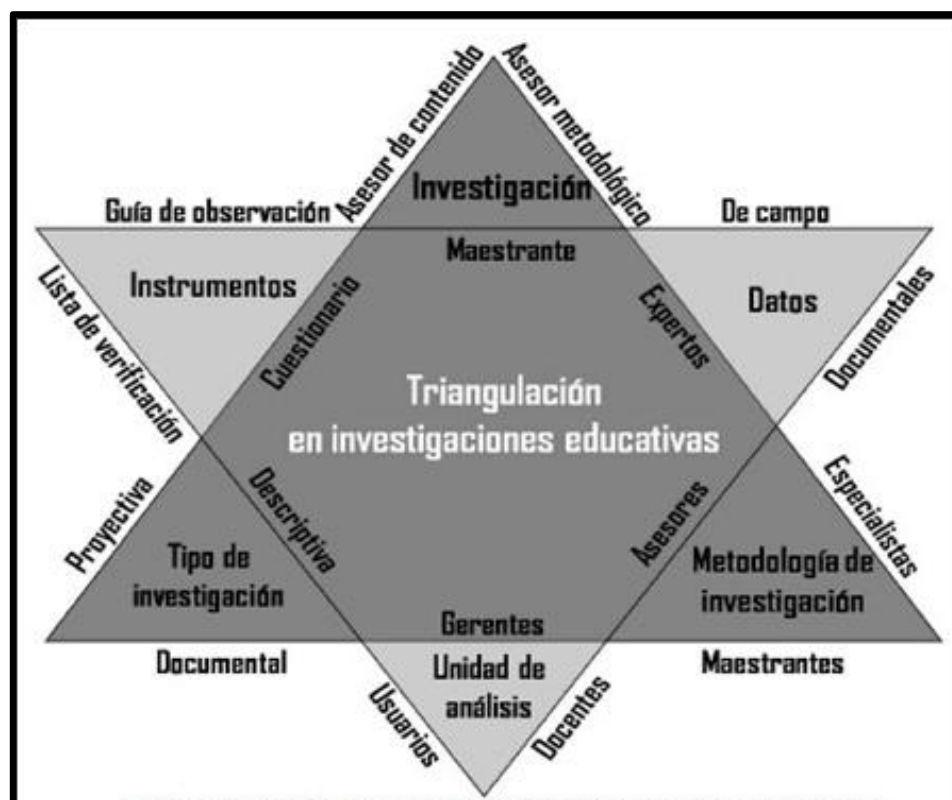 Asesor de contenido
Asesor metodológico
Investigación
Guía de observación
Maestrante
De campo
Instrumentos
Lista de verificación
Cuestionario
Expertos
Datos
Documentales
Triangulación
en investigaciones educativas
Proyectiva
Descriptiva
Tipo de
investigación
Documental
Asesores
Especialistas
Metodología de
investigación
Maestrantes
Gerentes
Unidad de
análisis
Usuarios
Docentes